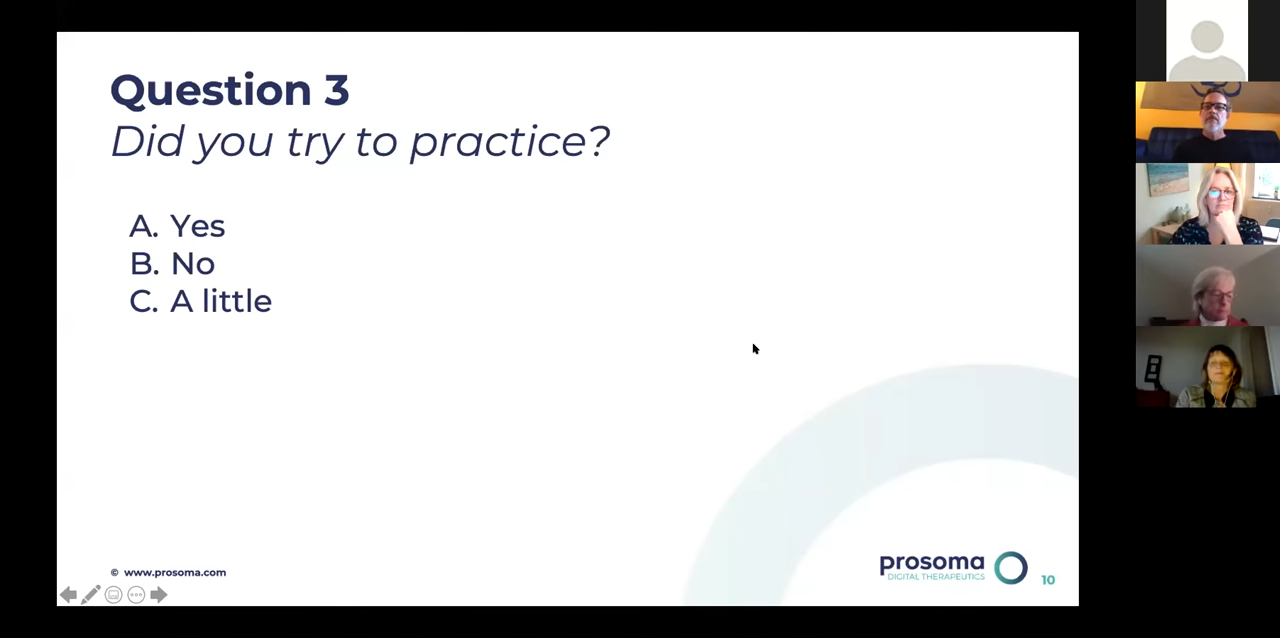 Question 3
Did you try to practice?
A. Yes
B. No
C. A little
© www.prosoma.com
prosoma
DIGITAL THERAPEUTICS
10